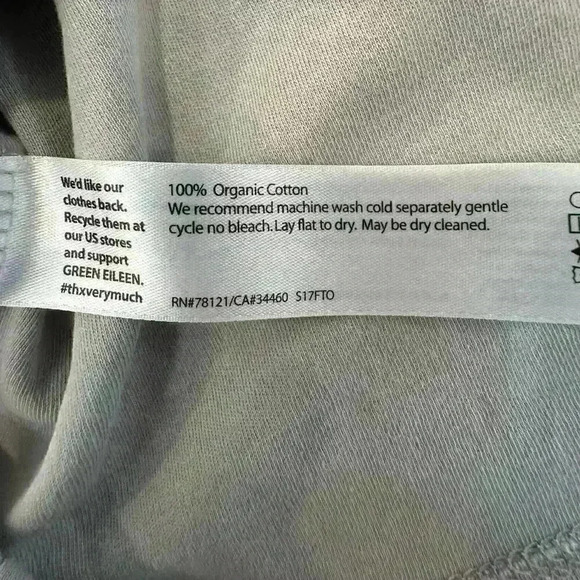 We'd like our
clothes back.
Recycle them at
our US stores
and support
GREEN EILEEN.
#thxverymuch
100% Organic Cotton
We recommend machine wash cold separately gentle
cycle no bleach. Lay flat to dry. May be dry cleaned.
RN#78121/CA#34460 S17FTO